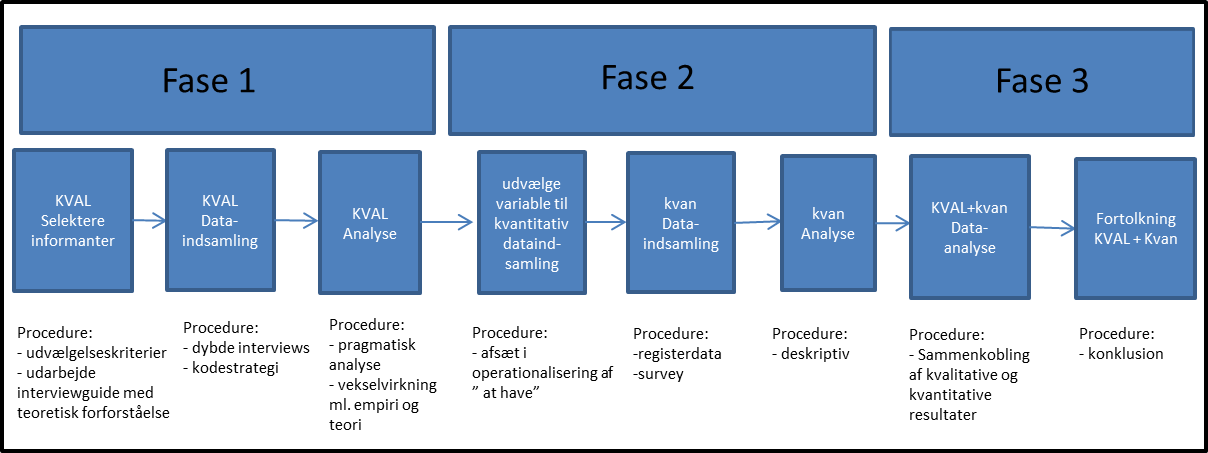 Fase 1
Fase 2
Fase 3
KVAL
Selektere
informanter
KVAL
Data-
indsamling
KVAL
Analyse
udvælge
variable til
kvantitativ
dataind-
samling
kvan
Data-
indsamling
kvan
Analyse
KVAL+kvan
Data-
analyse
Fortolkning
KVAL + Kvan
Procedure:
- udvælgelseskriterier
- udarbejde
interviewguide med
teoretisk forforståelse
Procedure:
- dybde interviews
- kodestrategi
Procedure:
- pragmatisk
analyse
- vekselvirkning
ml. empiri og
teori
Procedure:
- afsæt i
operationalisering af
” at have”
Procedure:
-registerdata
-survey
Procedure:
- deskriptiv
Procedure:
- Sammenkobling
af kvalitative og
kvantitative
resultater
Procedure:
- konklusion